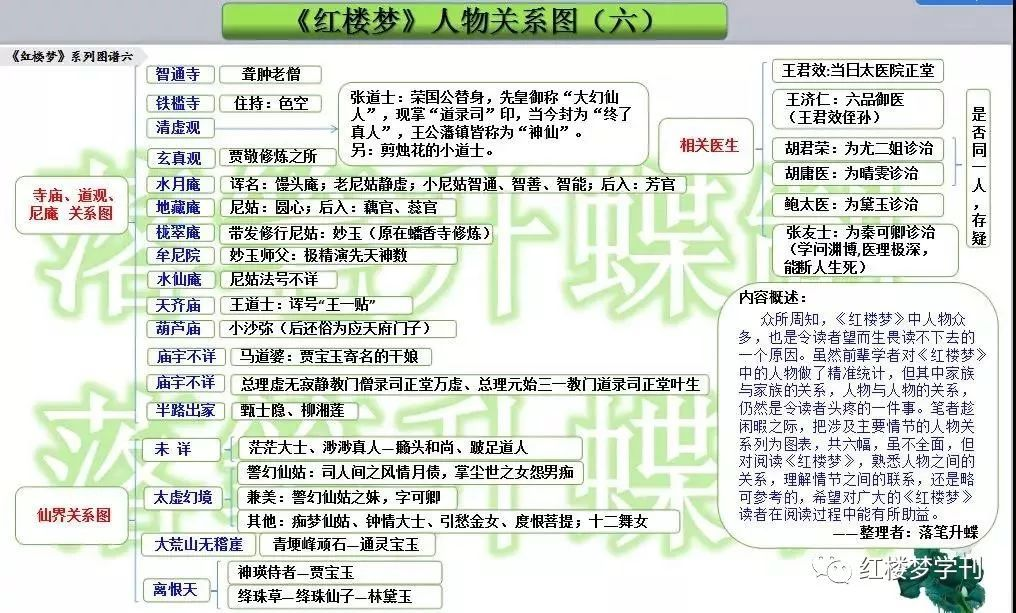 《红楼梦》人物关系图（六）
《红楼梦》系列图谱六
寺庙、道观、
尼庵 关系图
智通寺
聋肿老僧
铁槛寺
住持：色空
清虚观
张道士：荣国公替身，先皇御称“大幻仙
人”，现掌“道录司”印，当今封为“终了
真人”，王公藩镇皆称为“神仙”。
另：剪烛花的小道士。
玄真观
贾敬修炼之所
水月庵
诨名：馒头庵；老尼姑静虚；小尼姑智通、智善、智能；后入：芳官
地藏庵
尼姑：圆心；后入：藕官、蕊官
栊翠庵
带发修行尼姑：妙玉（原在蟠香寺修炼）
牟尼院
妙玉师父：极精演先天神数
水仙庵
尼姑法号不详
天齐庙
王道士：诨号“王一贴”
葫芦庙
小沙弥（后还俗为应天府门子）
庙宇不详
马道婆：贾宝玉寄名的干娘
庙宇不详
总理虚无寂静教门僧录司正堂万虚、总理元始三一教门道录司正堂叶生
半路出家
甄士隐、柳湘莲
仙界关系图
未 详
茫茫大士、渺渺真人—癞头和尚、跛足道人
太虚幻境
警幻仙姑：司人间之风情月债，掌尘世之女怨男痴
兼美：警幻仙姑之妹，字可卿
其他：痴梦仙姑、钟情大士、引愁金女、度恨菩提；十二舞女
大荒山无稽崖
青埂峰顽石—通灵宝玉
离恨天
神瑛侍者—贾宝玉
绛珠草—绛珠仙子—林黛玉
相关医生
王君效:当日太医院正堂
王济仁：六品御医
（王君效侄孙）
胡君荣：为尤二姐诊治
胡庸医：为晴雯诊治
鲍太医：为黛玉诊治
张友士：为秦可卿诊治
（学问渊博,医理极深，
能断人生死）
是否同一人，存疑
内容概述：
众所周知，《红楼梦》中人物众
多，也是令读者望而生畏读不下去的
一个原因。虽然前辈学者对《红楼梦》
中的人物做了精准统计，但其中家族
与家族的关系，人物与人物的关系，
仍然是令读者头疼的一件事。笔者趁
闲暇之际，把涉及主要情节的人物关
系列为图表，共六幅，虽不全面，但
对阅读《红楼梦》，熟悉人物之间的
关系，理解情节之间的联系，还是略
可参考的，希望对广大的《红楼梦》
读者在阅读过程中能有所助益。
——整理者：落笔升蝶
红楼梦学刊
落笔升蝶制
落笔升蝶制